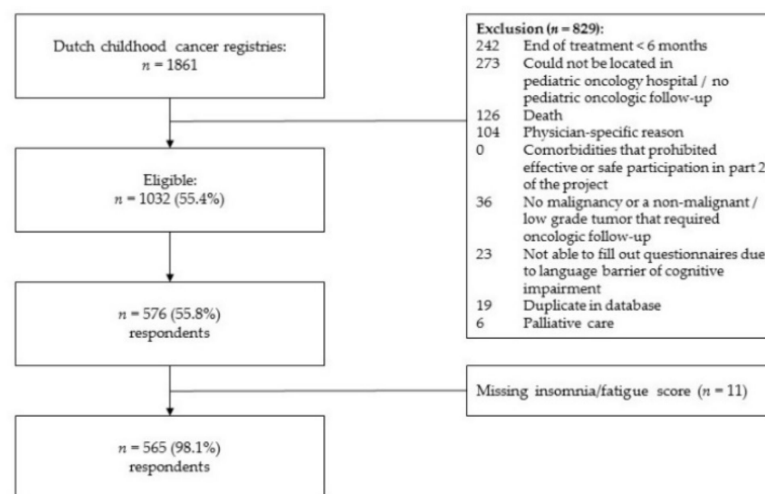 Dutch childhood cancer registries:
n = 1861
Exclusion (n = 829):
242 End of treatment < 6 months
273 Could not be located in
pediatric oncology hospital / no
pediatric oncologic follow-up
126 Death
104 Physician-specific reason
0 Comorbidities that prohibited
effective or safe participation in part 2
of the project
36 No malignancy or a non-malignant /
low grade tumor that required
oncologic follow-up
23 Not able to fill out questionnaires due
to language barrier of cognitive
impairment
19 Duplicate in database
6 Palliative care
Eligible:
n = 1032 (55.4%)
n = 576 (55.8%)
respondents
Missing insomnia/fatigue score (n = 11)
n = 565 (98.1%)
respondents